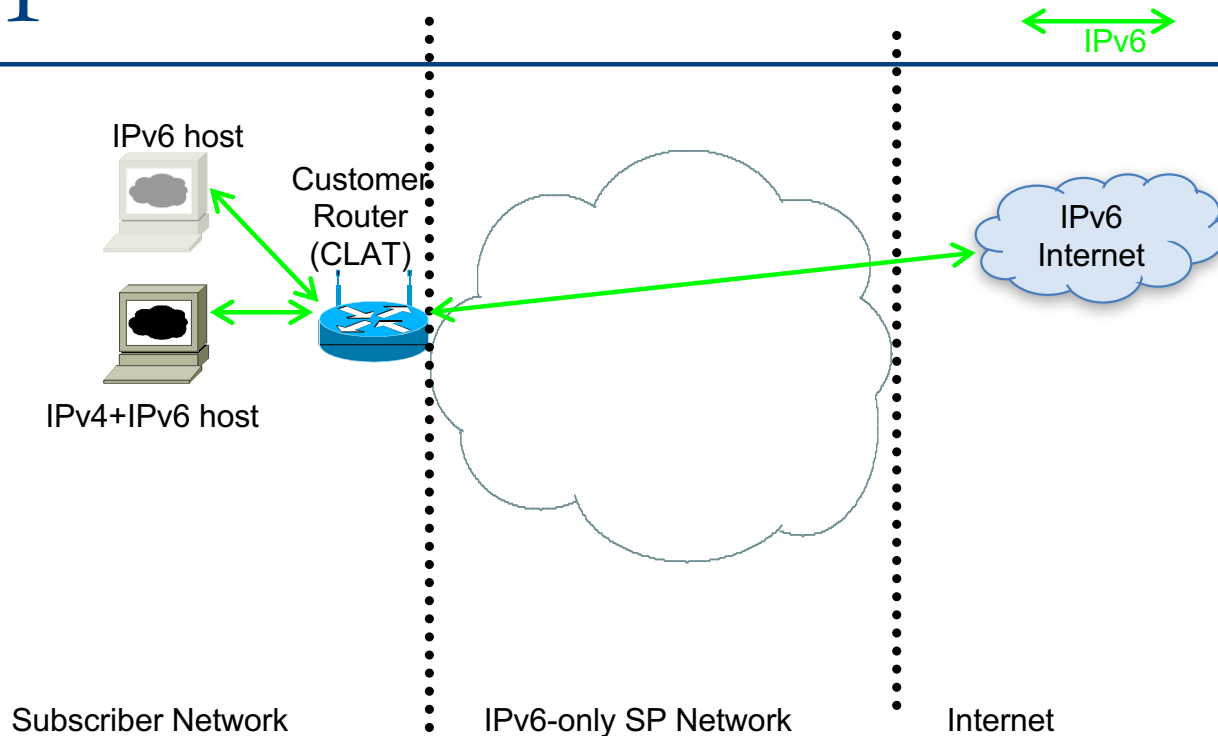 IPv6
IPv6 host
Customer
Router
(CLAT)
IPv6
Internet
IPv4+IPv6 host
Subscriber Network
IPv6-only SP Network
Internet